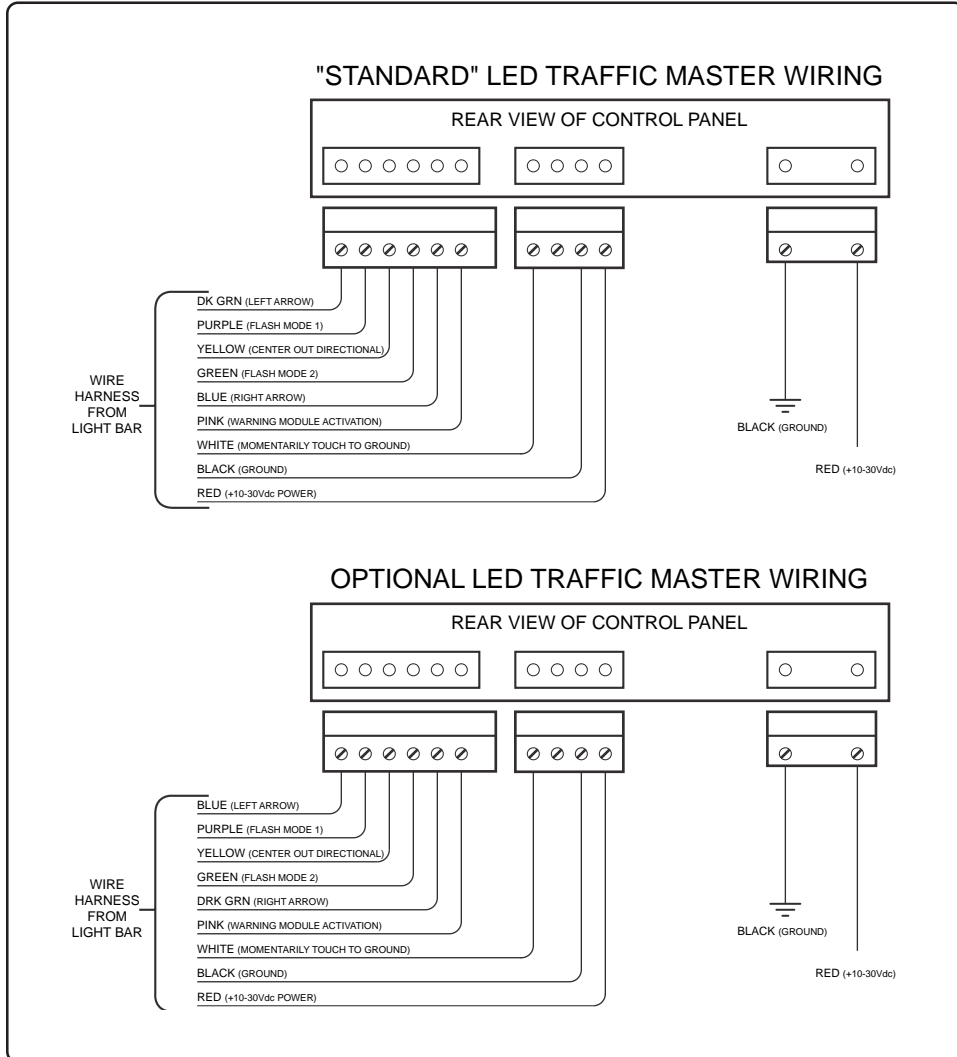 "STANDARD" LED TRAFFIC MASTER WIRING
REAR VIEW OF CONTROL PANEL
DK GRN (LEFT ARROW)
PURPLE (FLASH MODE 1)
YELLOW (CENTER OUT DIRECTIONAL)
GREEN (FLASH MODE 2)
BLUE (RIGHT ARROW)
PINK (WARNING MODULE ACTIVATION)
WHITE (MOMENTARILY TOUCH TO GROUND)
BLACK (GROUND)
RED (+10-30Vdc POWER)
WIRE
HARNESS
FROM
LIGHT BAR
BLACK (GROUND)
RED (+10-30Vdc)
OPTIONAL LED TRAFFIC MASTER WIRING
REAR VIEW OF CONTROL PANEL
BLUE (LEFT ARROW)
PURPLE (FLASH MODE 1)
YELLOW (CENTER OUT DIRECTIONAL)
GREEN (FLASH MODE 2)
DRK GRN (RIGHT ARROW)
PINK (WARNING MODULE ACTIVATION)
WHITE (MOMENTARILY TOUCH TO GROUND)
BLACK (GROUND)
RED (+10-30Vdc POWER)
WIRE
HARNESS
FROM
LIGHT BAR
BLACK (GROUND)
RED (+10-30Vdc)